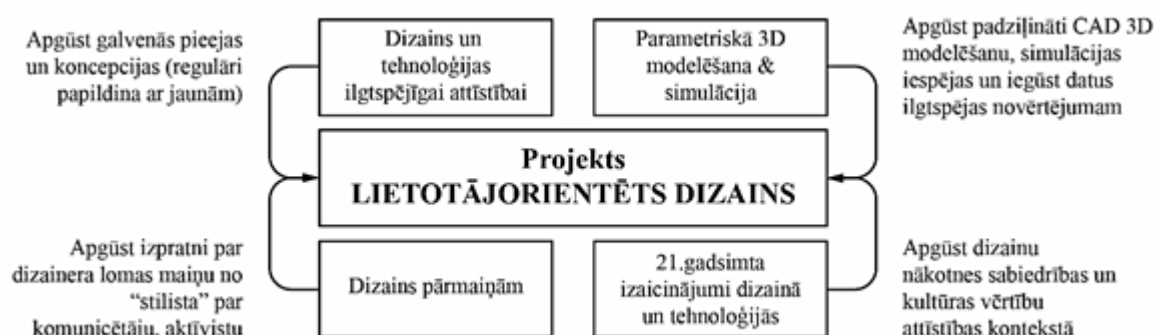 Apgūst galvenās pieejas
un koncepcijas (regulāri
papildina ar jaunām)
Dizains un
tehnoloģijas
ilgtspējīgai attīstībai
Parametriskā 3D
modelēšana &
simulācija
Apgūst padziļināti CAD 3D
modelēšanu, simulācijas
iespējas un iegūst datus
ilgtspējas novērtējumam
Projekts
LIETOTĀJORIENTĒTS DIZAINS
Apgūst izpratni par
dizainera lomas maiņu no
“stilista” par
komunicētāju, aktīvistu
Dizains pārmaiņām
21.gadsimta
izaicinājumi dizainā
un tehnoloģijās
Apgūst dizainu
nākotnes sabiedrības un
kultūras vērtību
attīstības kontekstā